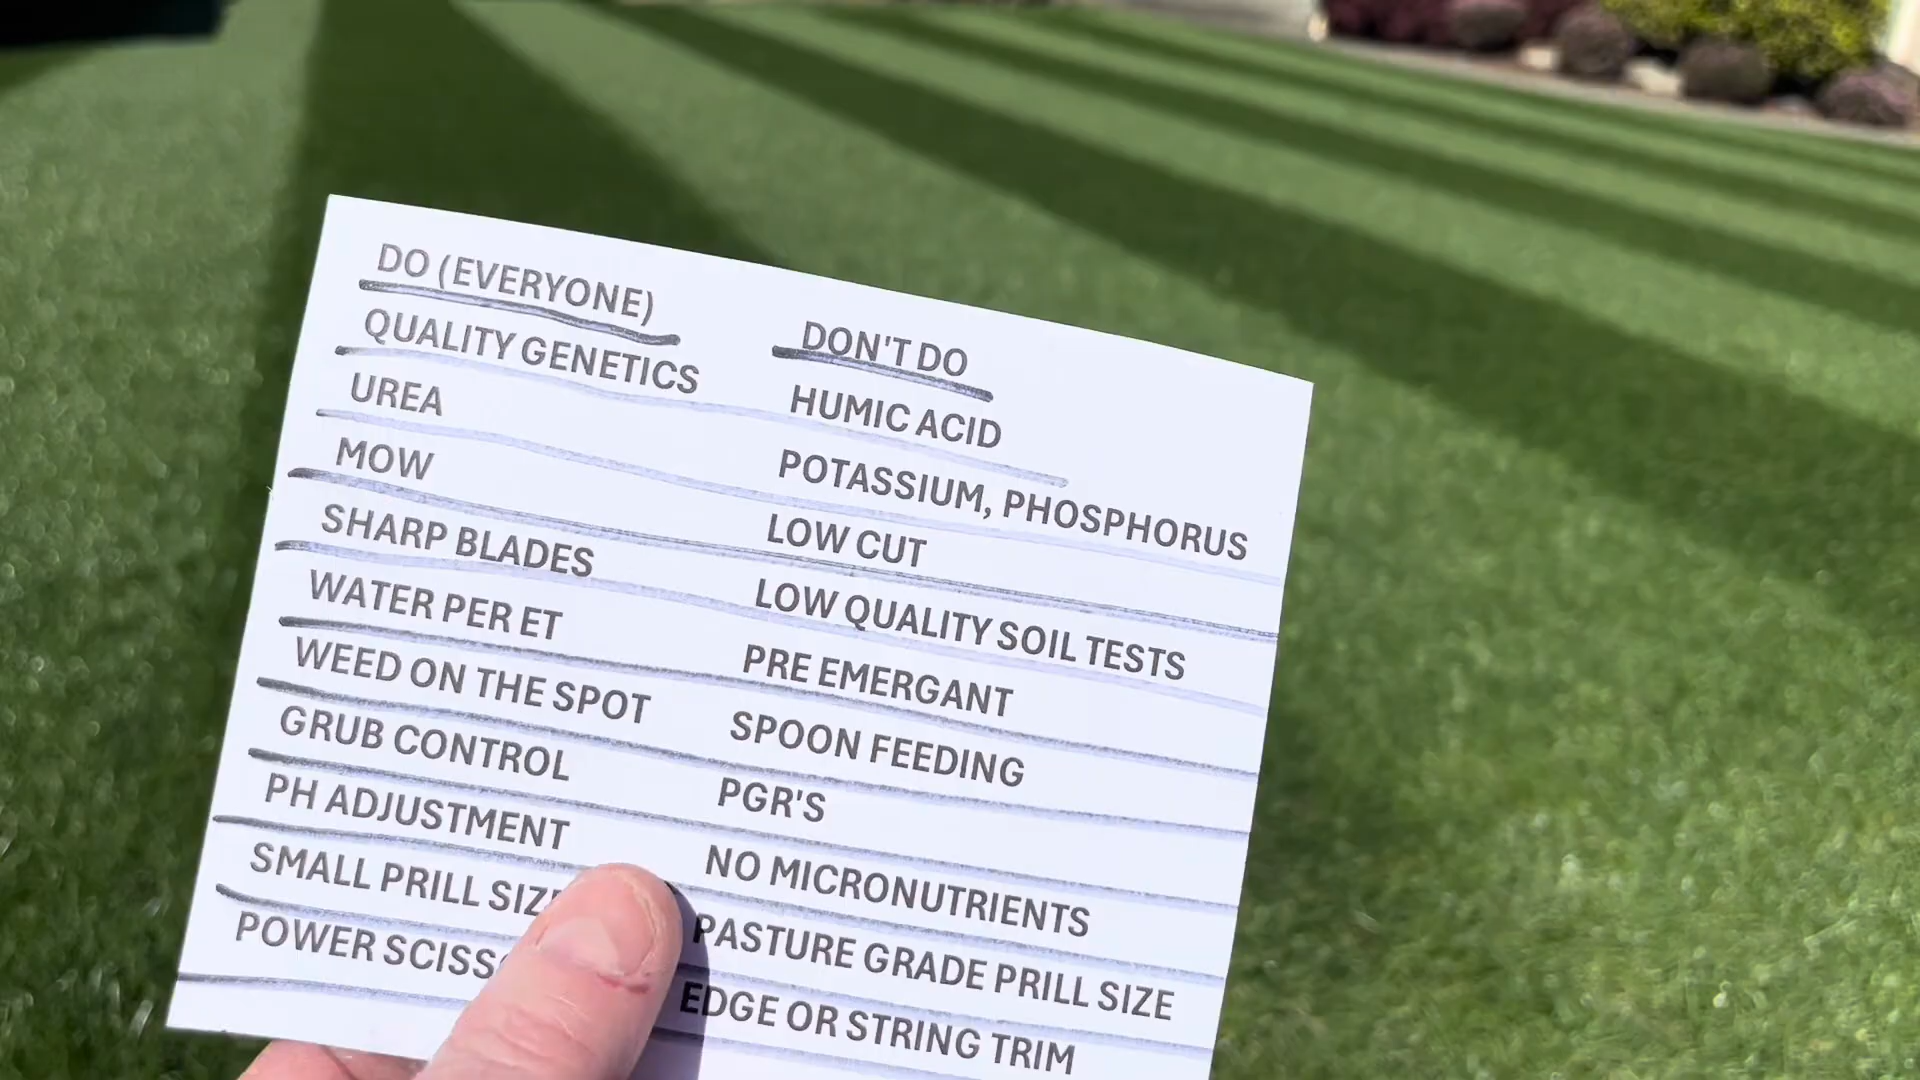 DO (EVERYONE)
QUALITY GENETICS
UREA
MOW
SHARP BLADES
WATER PER ET
WEED ON THE SPOT
GRUB CONTROL
PH ADJUSTMENT
SMALL PRILL SIZE
POWER
DON'T DO
HUMIC ACID
POTASSIUM, PHOSPHORUS
LOW CUT
LOW QUALITY SOIL TESTS
PRE EMERGANT
SPOON FEEDING
PGR'S
NO MICRONUTRIENTS
PASTURE GRADE PRILL SIZE
EDGE OR STRING TRIM